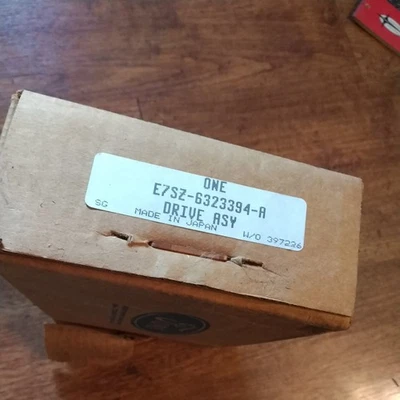 ONE
E7SZ-6323394-A
DRIVE ASY
SG MADE IN JAPAN W/O 397226